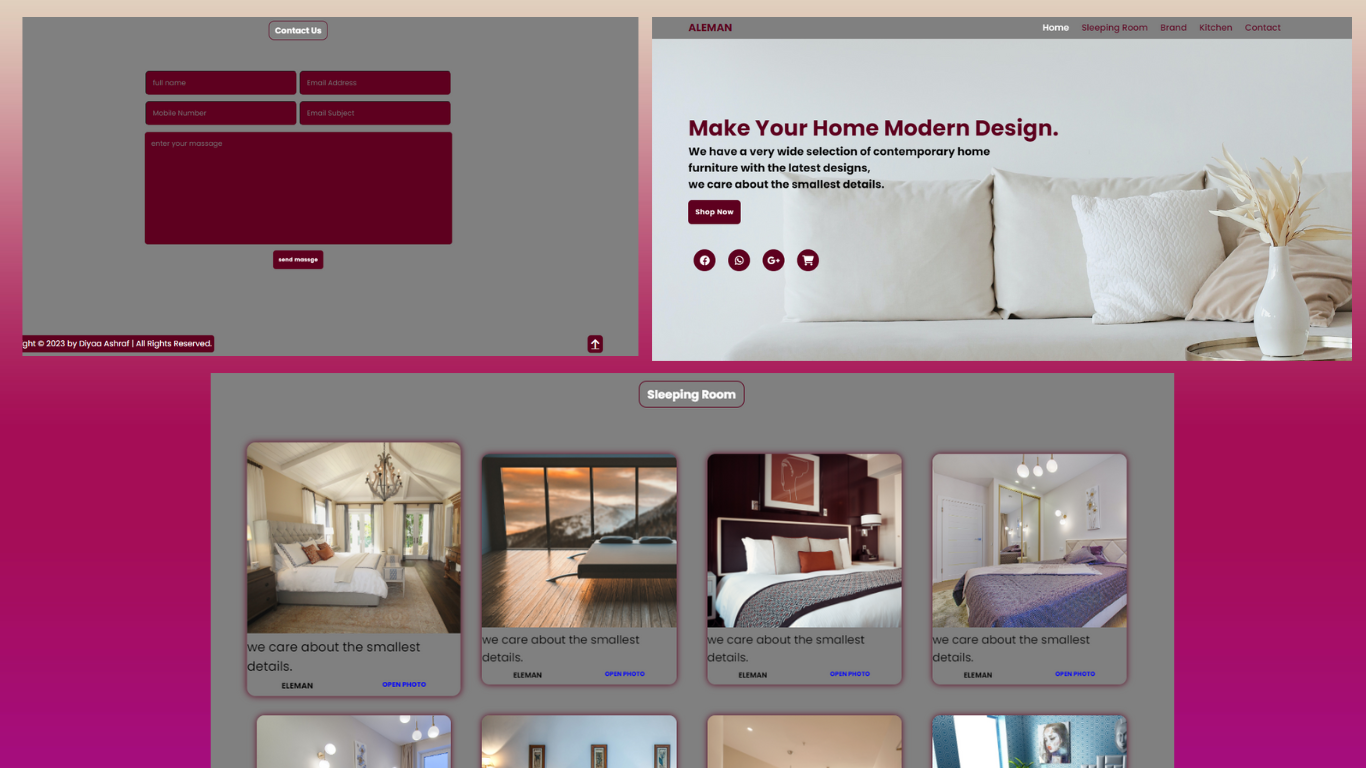 Contact Us
full name
Email Address
Mobile Number
Email Subject
enter your massage
send massge
ght © 2023 by Diyaa Ashraf | All Rights Reserved.
ALEMAN
Home
Sleeping Room
Brand
Kitchen
Contact
Make Your Home Modern Design.
We have a very wide selection of contemporary home
furniture with the latest designs,
we care about the smallest details.
Shop Now
Sleeping Room
we care about the smallest
details.
ELEMAN
OPEN PHOTO
we care about the smallest
details.
ELEMAN
OPEN PHOTO
we care about the smallest
details.
ELEMAN
OPEN PHOTO
we care about the smallest
details.
ELEMAN
OPEN PHOTO